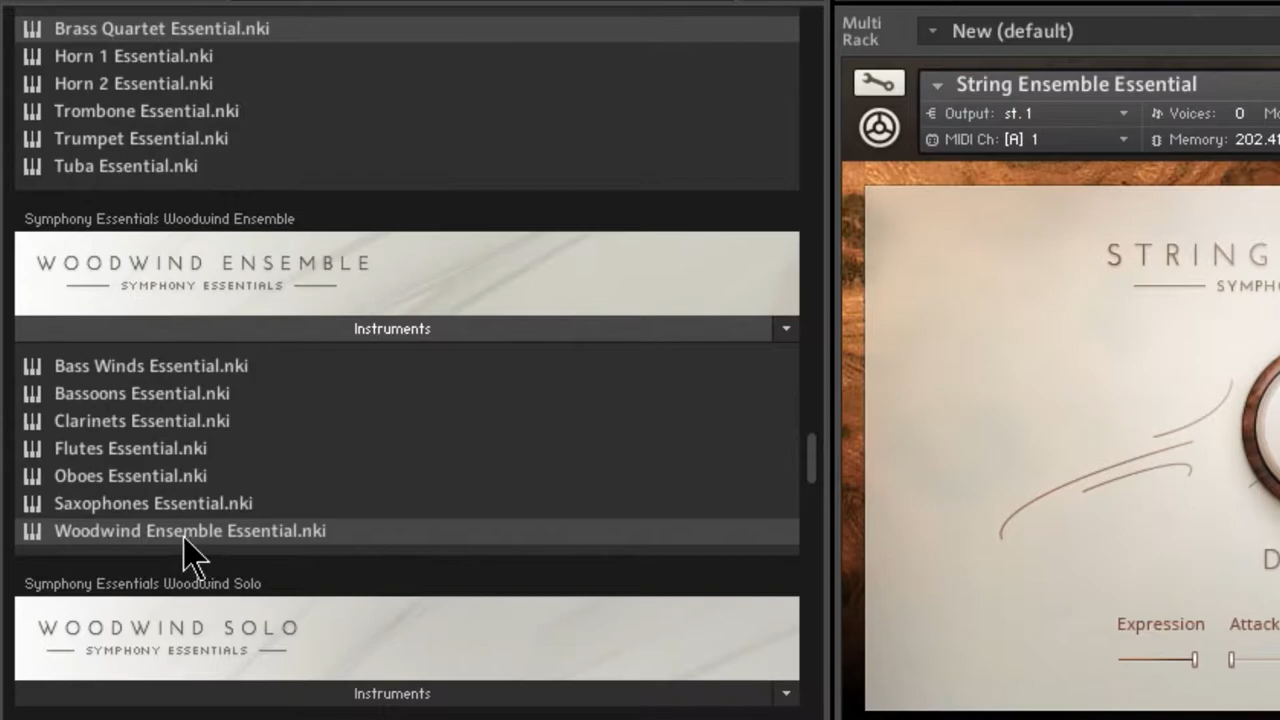 Brass Quartet Essential.nki
Horn 1 Essential.nki
Horn 2 Essential.nki
Trombone Essential.nki
Trumpet Essential.nki
Tuba Essential.nki
Symphony Essentials Woodwind Ensemble
WOODWIND ENSEMBLE
SYMPHONY ESSENTIALS
Instruments
Bass Winds Essential.nki
Bassoons Essential.nki
Clarinets Essential.nki
Flutes Essential.nki
Oboes Essential.nki
Saxophones Essential.nki
Woodwind Ensemble Essential.nki
Symphony Essentials Woodwind Solo
WOODWIND SOLO
SYMPHONY ESSENTIALS
Instruments
Multi
Rack
New (default)
String Ensemble Essential
Output: st.1
Voices: 0
MIDI Ch: [A] 1
Memory: 202.4
STRING
SYMPH
D
Expression
Attack